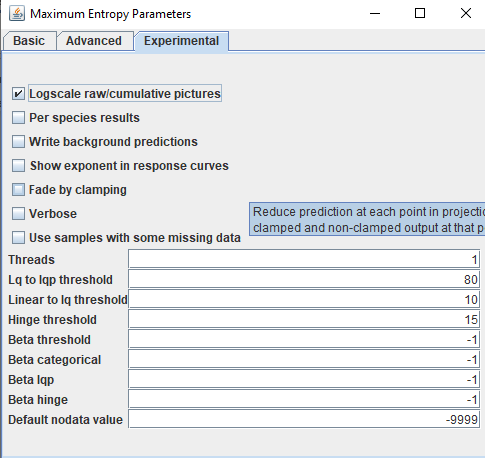 Maximum Entropy Parameters
Basic Advanced Experimental
Logscale raw/cumulative pictures
Per species results
Write background predictions
Show exponent in response curves
Fade by clamping
Verbose
Reduce prediction at each point in projectio
clamped and non-clamped output at that p
Use samples with some missing data
Threads 1
Lq to lqp threshold 80
Linear to lq threshold 10
Hinge threshold 15
Beta threshold -1
Beta categorical -1
Beta lqp -1
Beta hinge -1
Default nodata value -9999